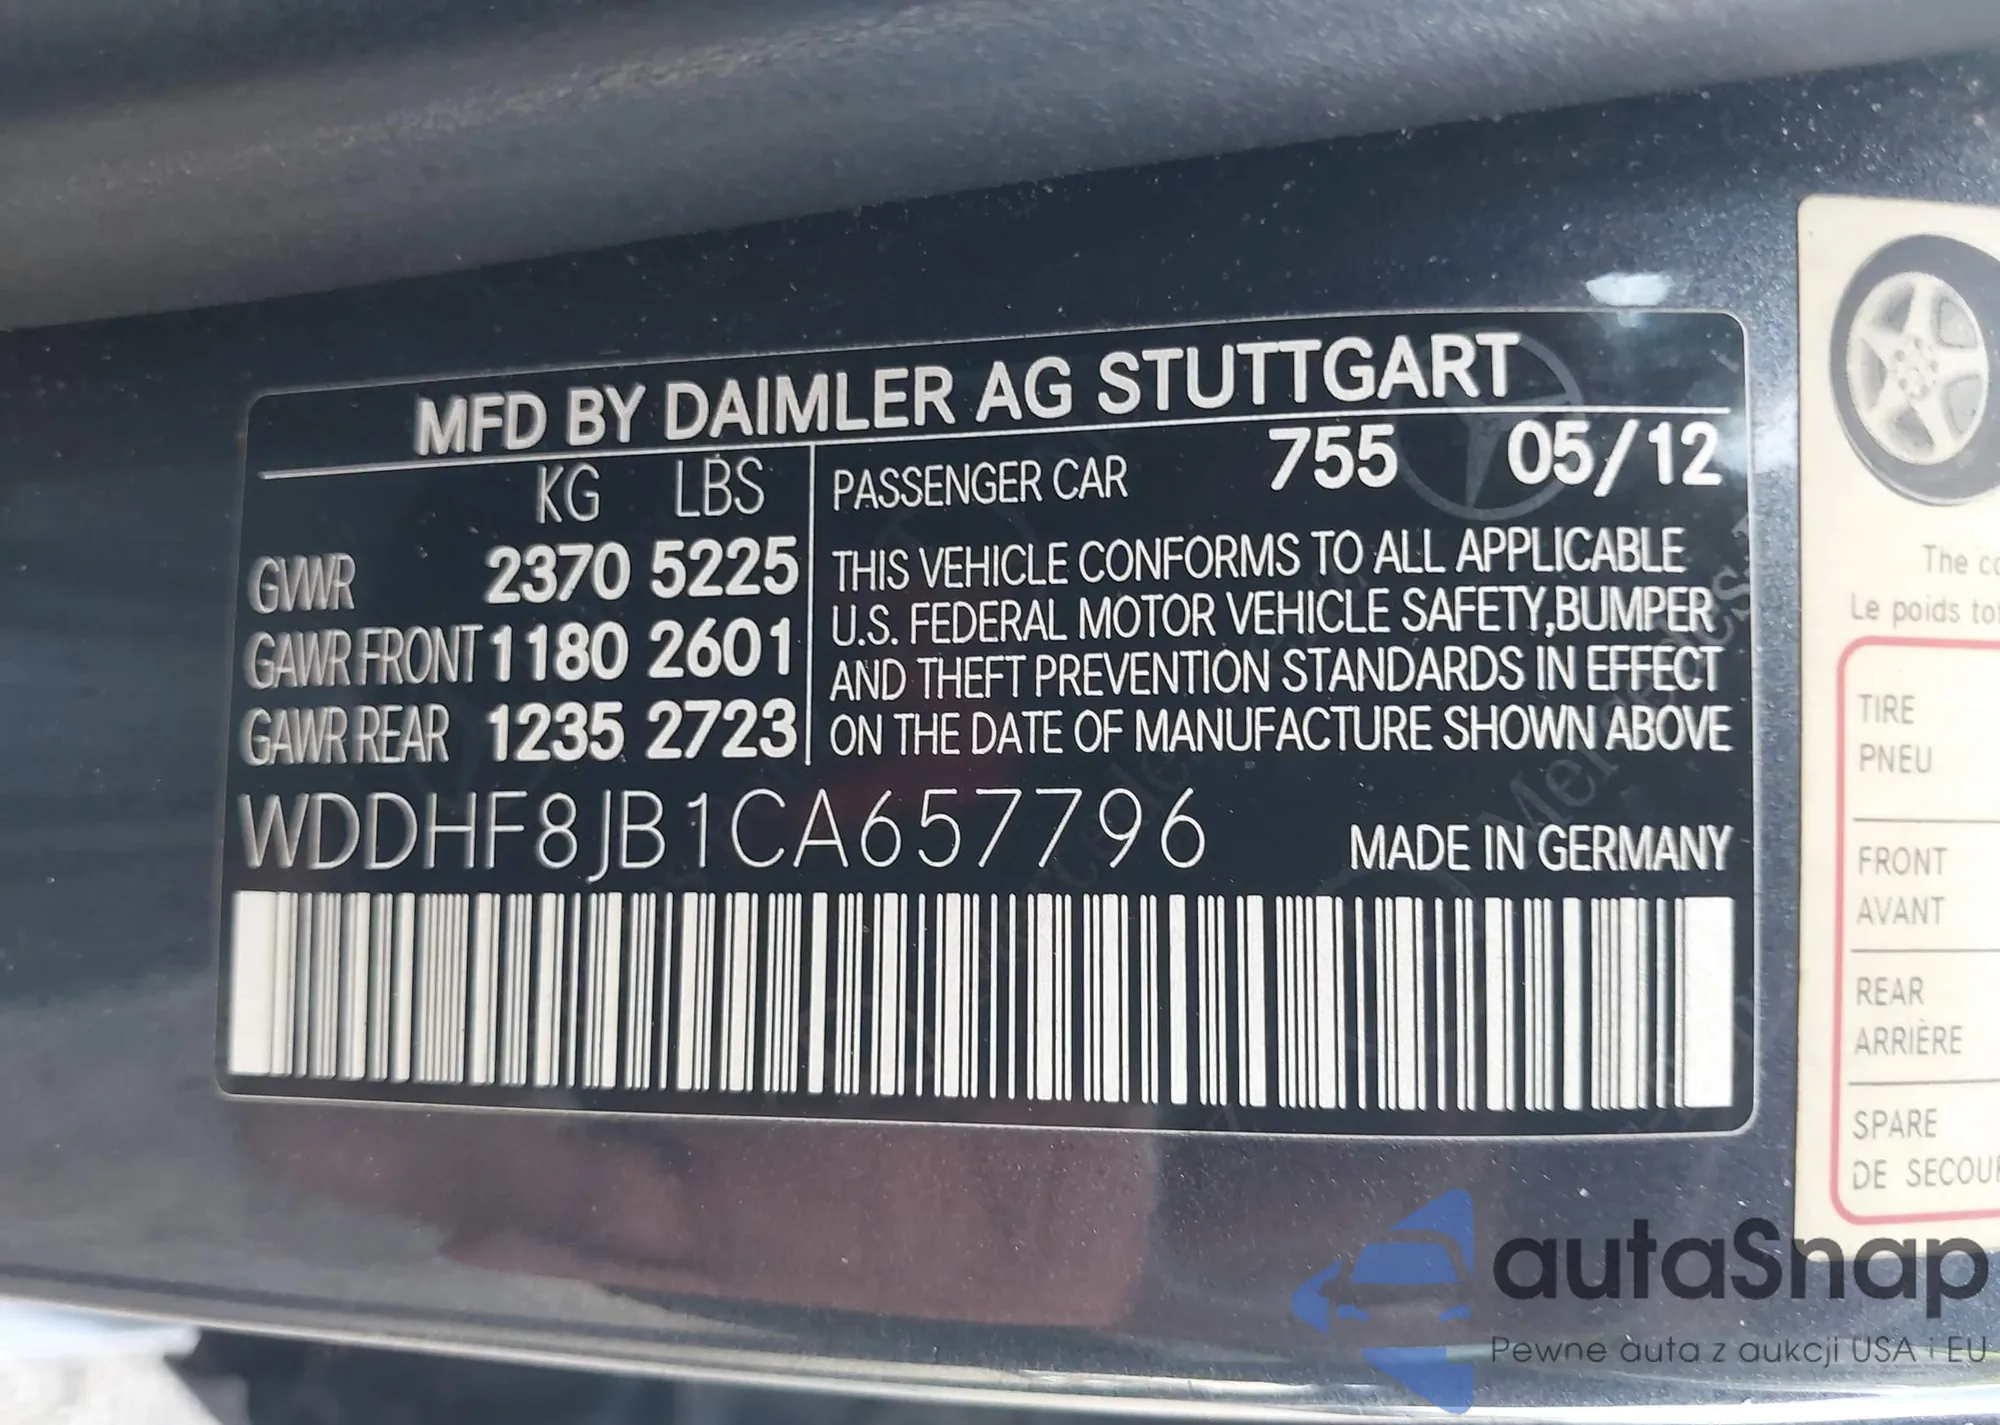 MFD BY DAIMLER AG STUTTGART
KG LBS
GVWR 2370 5225
GAWR FRONT 1180 2601
GAWR REAR 1235 2723
PASSENGER CAR 755 05/12
THIS VEHICLE CONFORMS TO ALL APPLICABLE
U.S. FEDERAL MOTOR VEHICLE SAFETY,BUMPER
AND THEFT PREVENTION STANDARDS IN EFFECT
ON THE DATE OF MANUFACTURE SHOWN ABOVE
WDDHF8JB1CA657796
MADE IN GERMANY
The
Le poids
TIRE
PNEU
FRONT
AVANT
REAR
ARRIÈRE
SPARE
DE
autaSnap
Pewne auta z aukcji USA i EU